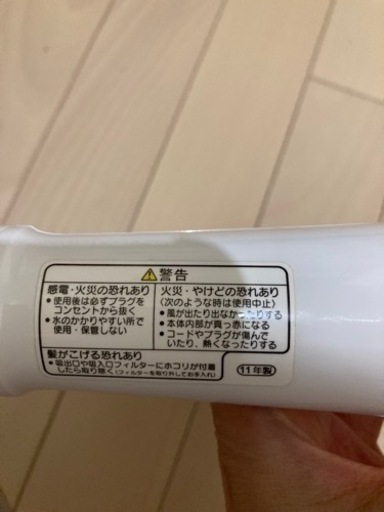 ⚠警告
感電・火災の恐れあり
●使用後は必ずプラグを
コンセントから抜く
●水のかかりやすい所で
使用・保管しない
火災・やけどの恐れあり
(次のような時は使用中止)
●風が出たり出なかったりする
●本体内部が真っ赤になる
●コードやプラグが傷んで
いたり、熱くなったりする
髪がこげる恐れあり
●吸出口や吸入口フィルターにホコリが付着
したら取り除く(フィルターを取り外してお手入れ)
11年製